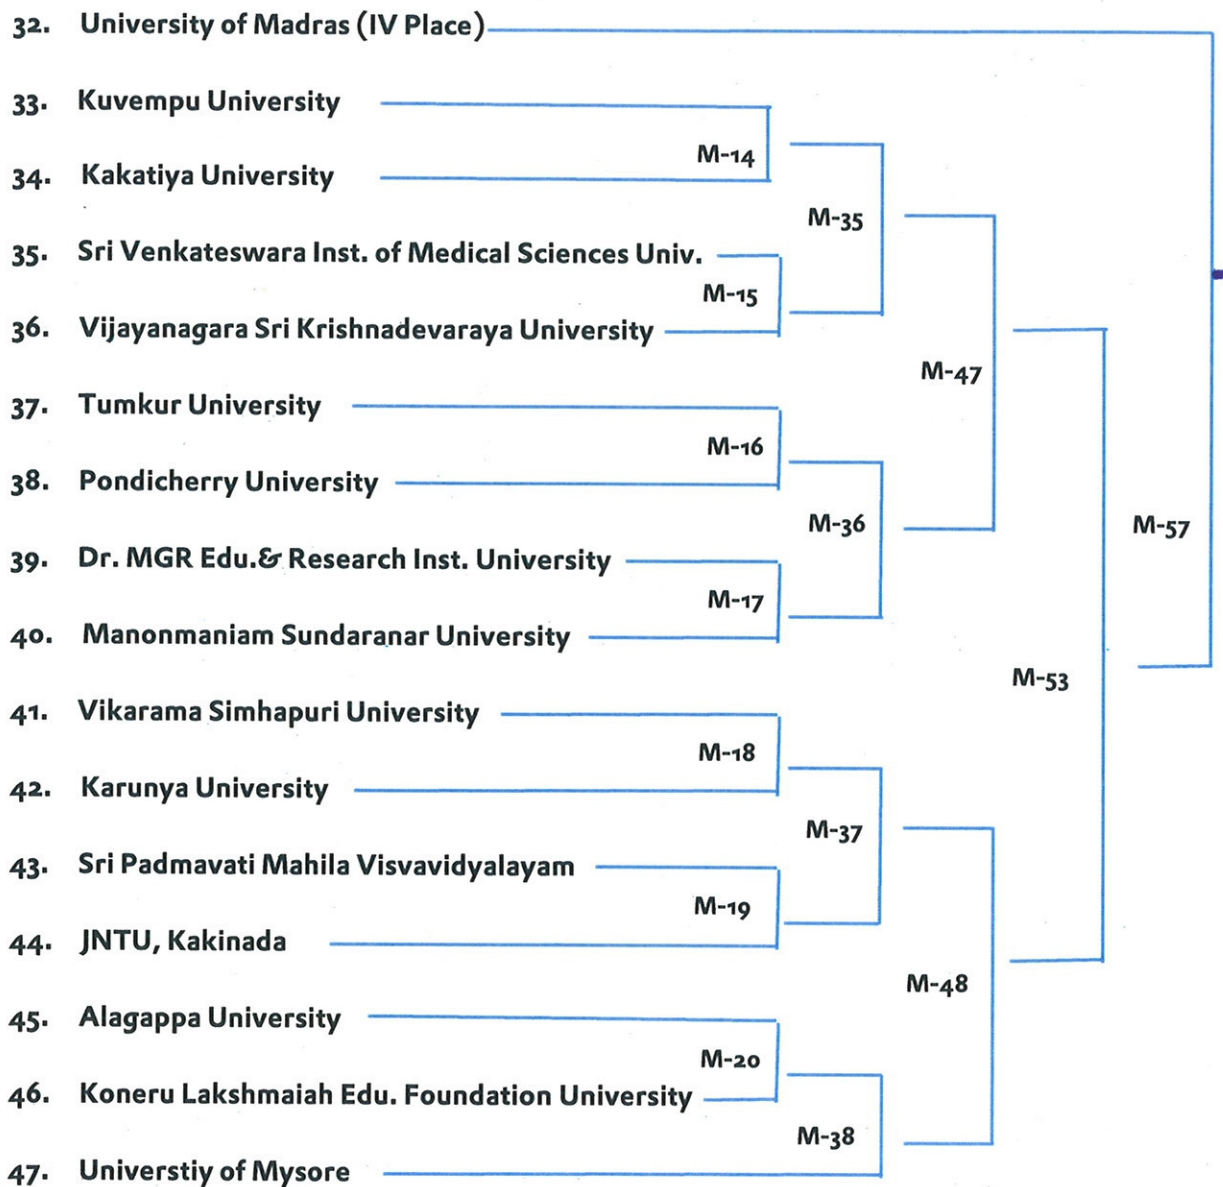 32. University of Madras (IV Place)
33. Kuvempu University
M-14
34. Kakatiya University
M-35
35. Sri Venkateswara Inst. of Medical Sciences Univ.
M-15
36. Vijayanagara Sri Krishnadevaraya University
M-47
37. Tumkur University
M-16
38. Pondicherry University
M-36
M-57
39. Dr. MGR Edu.& Research Inst. University
M-17
40. Manonmaniam Sundaranar University
M-53
41. Vikarama Simhapuri University
M-18
42. Karunya University
M-37
43. Sri Padmavati Mahila Visvavidyalayam
M-19
44. JNTU, Kakinada
M-48
45. Alagappa University
M-20
46. Koneru Lakshmaiah Edu. Foundation University
M-38
47. Universtiy of Mysore